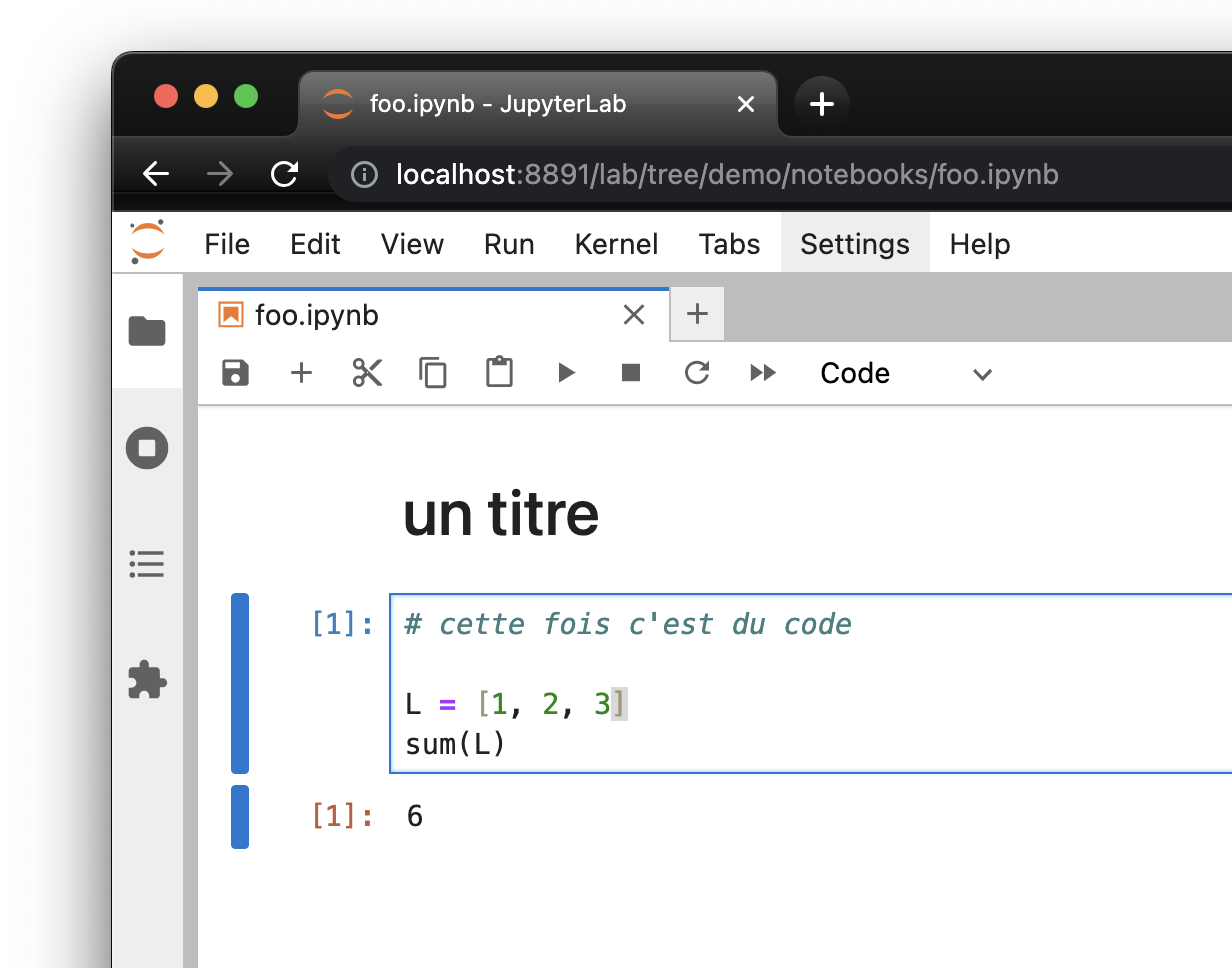 foo.ipynb - JupyterLab
localhost:8891/lab/tree/demo/notebooks/foo.ipynb
File Edit View Run Kernel Tabs Settings Help
foo.ipynb
Code
un titre
[1]: # cette fois c'est du code
L = [1, 2, 3]
sum(L)
[1]: 6